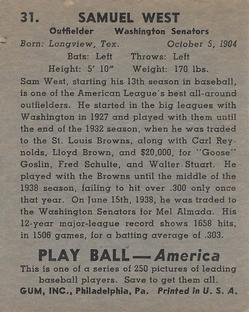 31. SAMUEL WEST
Outfielder Washington Senators
Born: Longview, Tex. October 5, 1904
Bats: Left Throws: Left
Height: 5' 10" Weight: 170 lbs.
Sam West, starting his 13th season in baseball,
is one of the American League's best all-around
outfielders. He started in the big leagues with
Washington in 1927 and played with them until
the end of the 1932 season, when he was traded
to the St. Louis Browns, along with Carl Rey-
nolds, Lloyd Brown, and $20,000, for "Goose"
Goslin, Fred Schulte, and Walter Stuart. He
played with the Browns until the middle of the
1938 season, failing to hit over .300 only once
that year. On June 15th, 1938, he was traded to
the Washington Senators for Mel Almada. His
12-year major-league record shows 1658 hits,
in 1506 games, for a batting average of .303.
PLAY BALL — America
This is one of a series of 250 pictures of leading
baseball players. Save to get them all.
GUM, INC., Philadelphia, Pa. Printed in U. S. A.